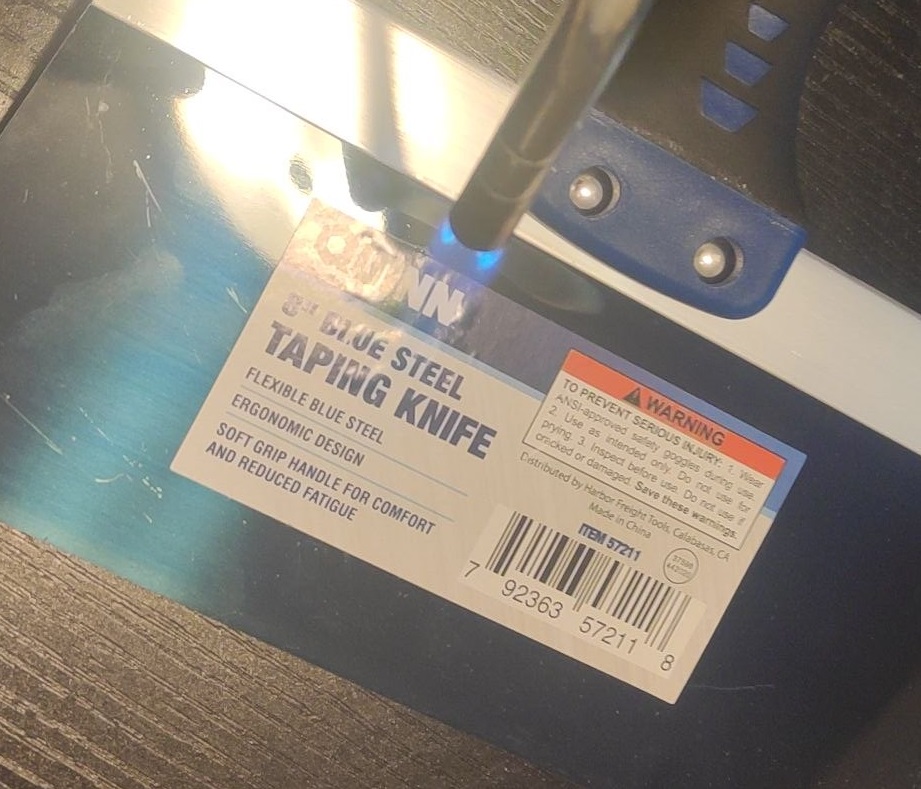 NN
8" BLUE STEEL
TAPING KNIFE
FLEXIBLE BLUE STEEL
ERGONOMIC DESIGN
SOFT GRIP HANDLE FOR COMFORT
AND REDUCED FATIGUE
WARNING
TO PREVENT SERIOUS INJURY: 1. Wear
ANSI-approved safety goggles during use.
2. Use as intended only. Do not use for
prying. 3. Inspect before use. Do not use if
cracked or damaged. Save these warnings.
Distributed by Harbor Freight Tools, Calabasas, CA
Made in China
ITEM 57211
7 92363 57211 8